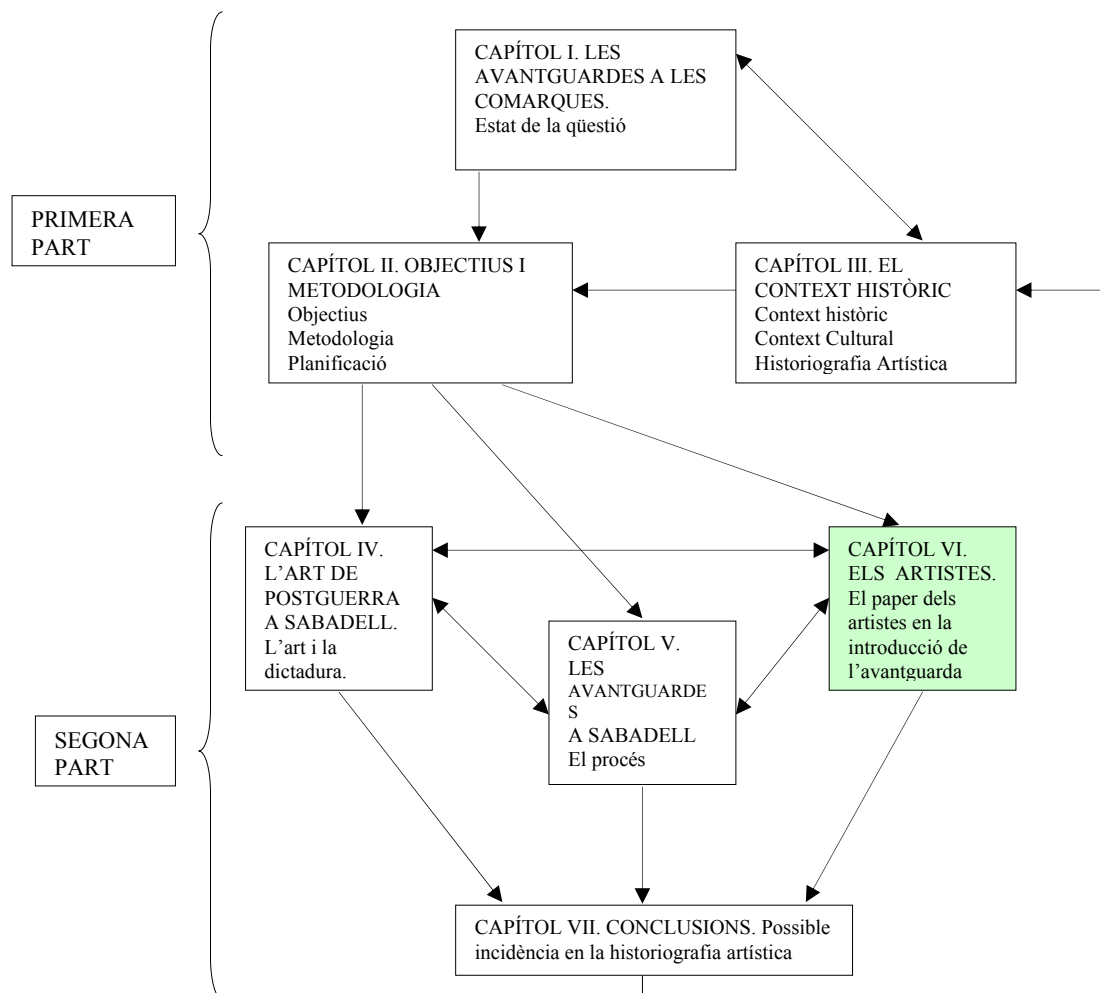 CAPÍTOL I. LES
AVANTGUARDES A LES
COMARQUES.
Estat de la qüestió
PRIMERA
PART
CAPÍTOL II. OBJECTIUS I
METODOLOGIA
Objectius
Metodologia
Planificació
CAPÍTOL III. EL
CONTEXT HISTÒRIC
Context històric
Context Cultural
Historiografia Artística
CAPÍTOL IV.
L’ART DE
POSTGUERRA
A SABADELL.
L’art i la
dictadura.
CAPÍTOL V.
LES
AVANTGUARDE
S
A SABADELL
El procés
CAPÍTOL VI.
ELS ARTISTES.
El paper dels
artistes en la
introducció de
l’avantguarda
SEGONA
PART
CAPÍTOL VII. CONCLUSIONS. Possible
incidència en la historiografia artística